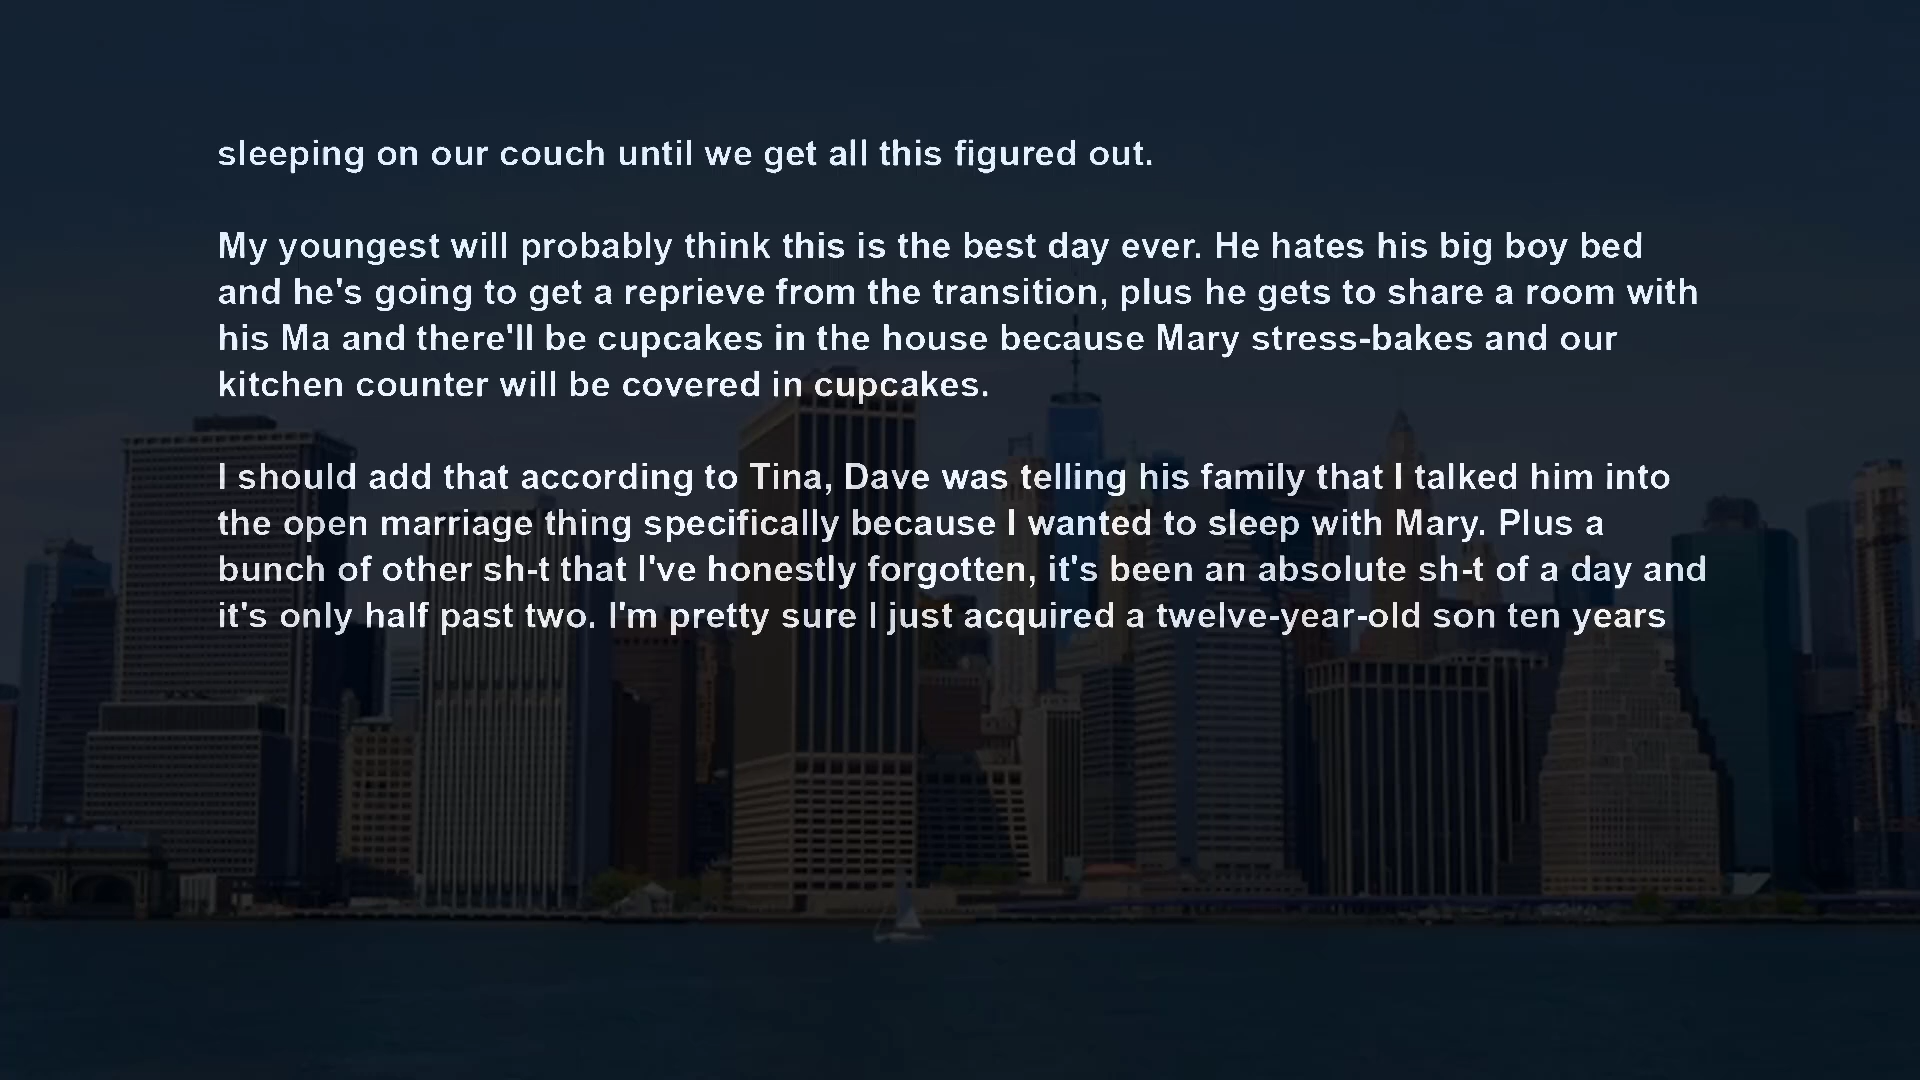 sleeping on our couch until we get all this figured out.
My youngest will probably think this is the best day ever. He hates his big boy bed
and he's going to get a reprieve from the transition, plus he gets to share a room with
his Ma and there'll be cupcakes in the house because Mary stress-bakes and our
kitchen counter will be covered in cupcakes.
I should add that according to Tina, Dave was telling his family that I talked him into
the open marriage thing specifically because I wanted to sleep with Mary. Plus a
bunch of other sh-t that I've honestly forgotten, it's been an absolute sh-t of a day and
it's only half past two. I'm pretty sure I just acquired a twelve-year-old son ten years